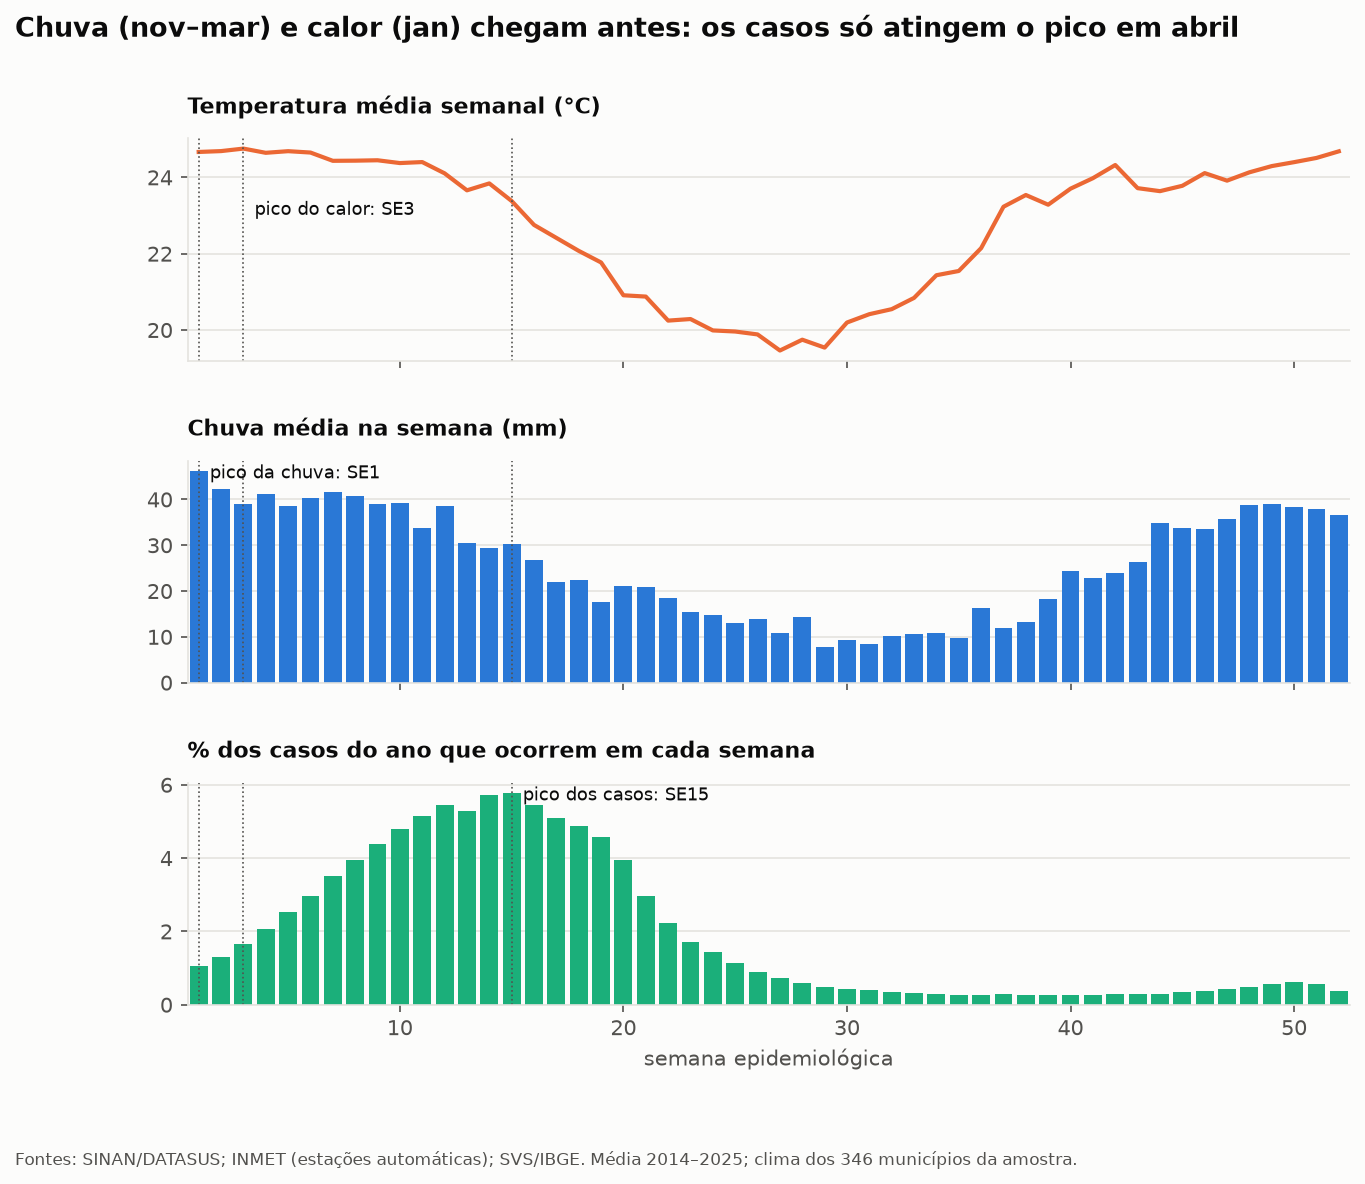 Chuva (nov–mar) e calor (jan) chegam antes: os casos só atingem o pico em abril
Temperatura média semanal (°C)
24
22
20
pico do calor: SE3
Chuva média na semana (mm)
pico da chuva: SE1
40
30
20
10
0
% dos casos do ano que ocorrem em cada semana
6
4
2
0
pico dos casos: SE15
10 20 30 40 50
semana epidemiológica
Fontes: SINAN/DATASUS; INMET (estações automáticas); SVS/IBGE. Média 2014–2025; clima dos 346 municípios da amostra.